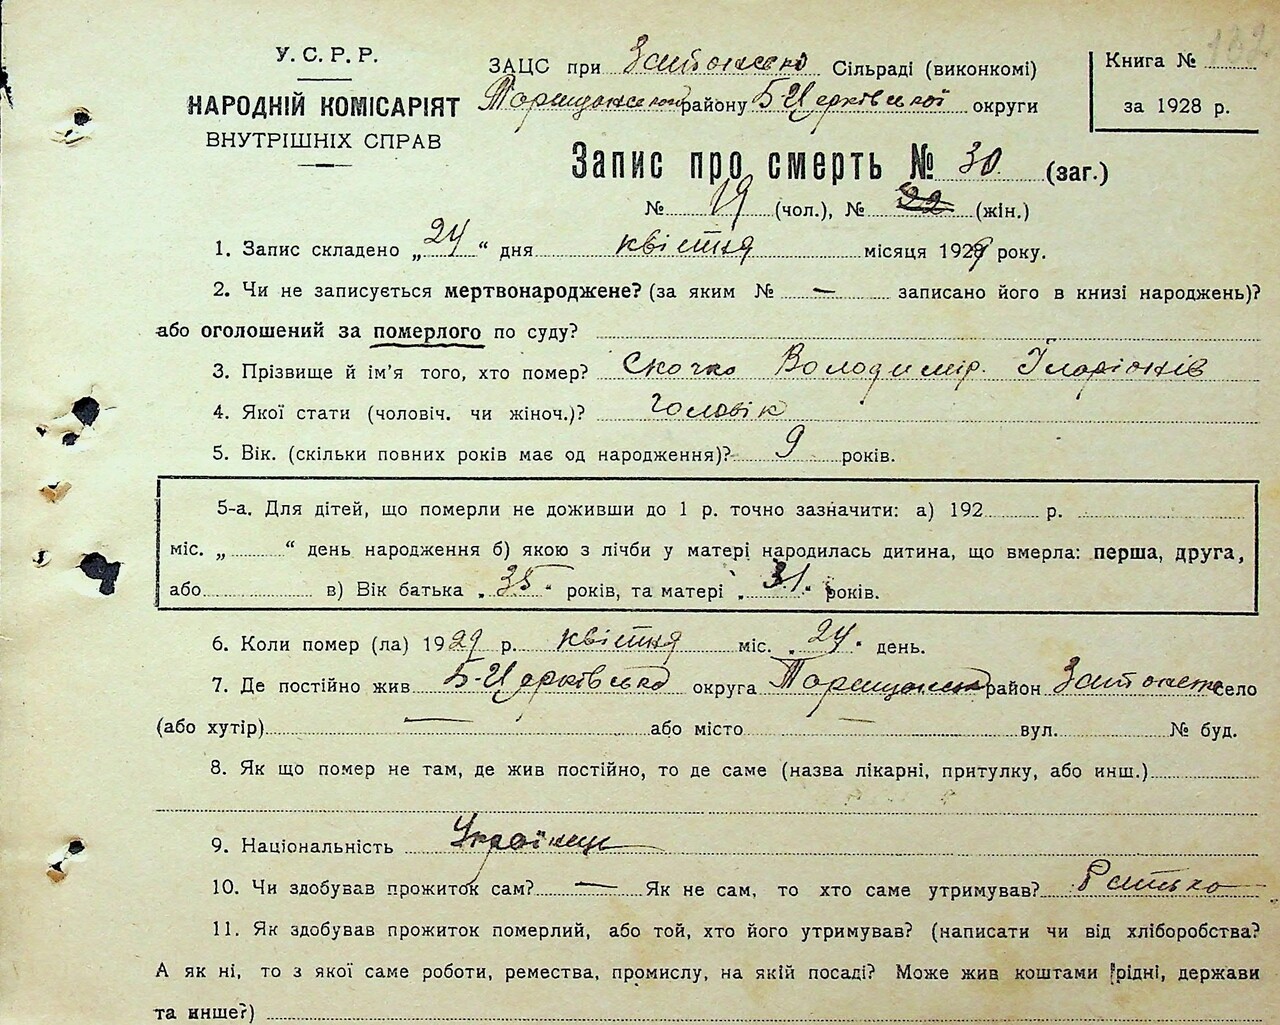 132
У. С. Р. Р.
НАРОДНІЙ КОМІСАРІЯТ
ВНУТРІШНІХ СПРАВ
ЗАЦС при Сільраді (виконкомі)
району Б-Церківської округи
Книга №
за 1928 р.
Запис про смерть № 30 (заг.)
№ 19 (чол.), № 22 (жін.)
1. Запис складено „24“ дня квітня місяця 1929 року.
2. Чи не записується мертвонароджене? (за яким № — записано його в книзі народжень)?
або оголошений за померлого по суду?
3. Прізвище й ім’я того, хто помер? Скочко Володимір. Іларіонів
4. Якої стати (чоловіч. чи жіноч.)? Чоловік
5. Вік. (скільки повних років має од народження)? 9 років.
5-а. Для дітей, що померли не доживши до 1 р. точно зазначити: а) 192 р.
міс. „ “ день народження б) якою з лічби у матері народилась дитина, що вмерла: перша, друга,
або в) Вік батька „35“ років, та матері „31“ років.
6. Коли помер (ла) 1929 р. квітня міс. „24“ день.
7. Де постійно жив Б-Церківська округа район село
(або хутір) — або місто — вул. № буд.
8. Як що помер не там, де жив постійно, то де саме (назва лікарні, притулку, або инш.)
9. Національність Українець
10. Чи здобував прожиток сам? — Як не сам, то хто саме утримував? Батько
11. Як здобував прожиток померлий, або той, хто його утримував? (написати чи від хліборобства?
А як ні, то з якої саме роботи, ремества, промислу, на якій посаді? Може жив коштами рідні, держави
та инше?)